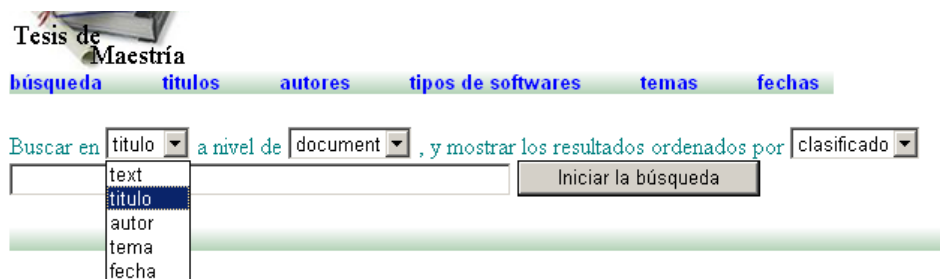 Tesis de
Maestría
búsqueda titulos autores tipos de softwares temas fechas
Buscar en titulo a nivel de document , y mostrar los resultados ordenados por clasificado
Iniciar la búsqueda
text
titulo
autor
tema
fecha